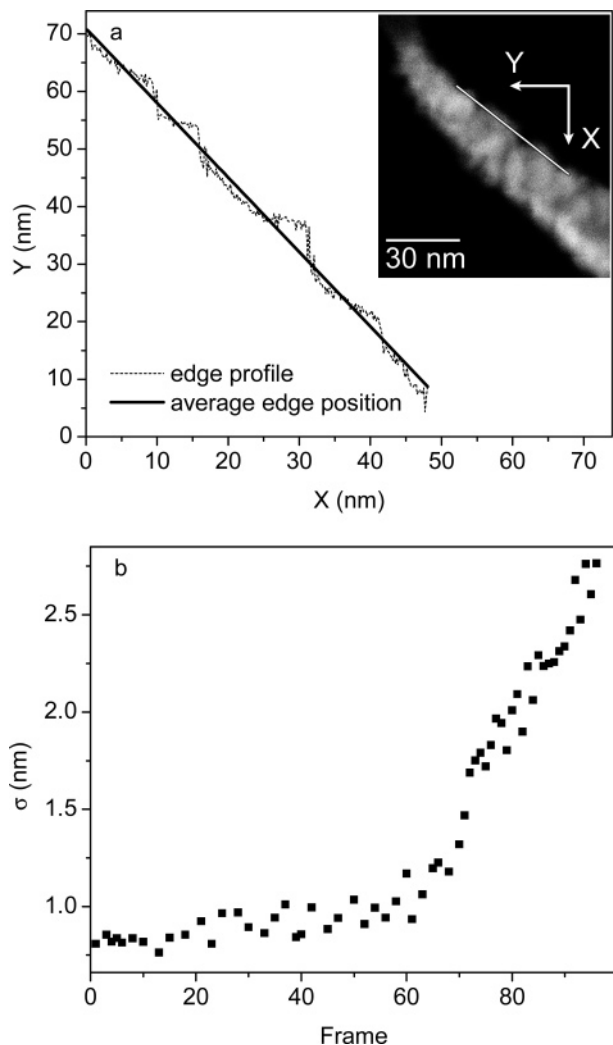 a
70
60
50
40
30
20
10
0
Y (nm)
0 10 20 30 40 50 60 70
X (nm)
edge profile
average edge position
Y
X
30 nm
b
2.5
2.0
1.5
1.0
σ (nm)
0 20 40 60 80
Frame